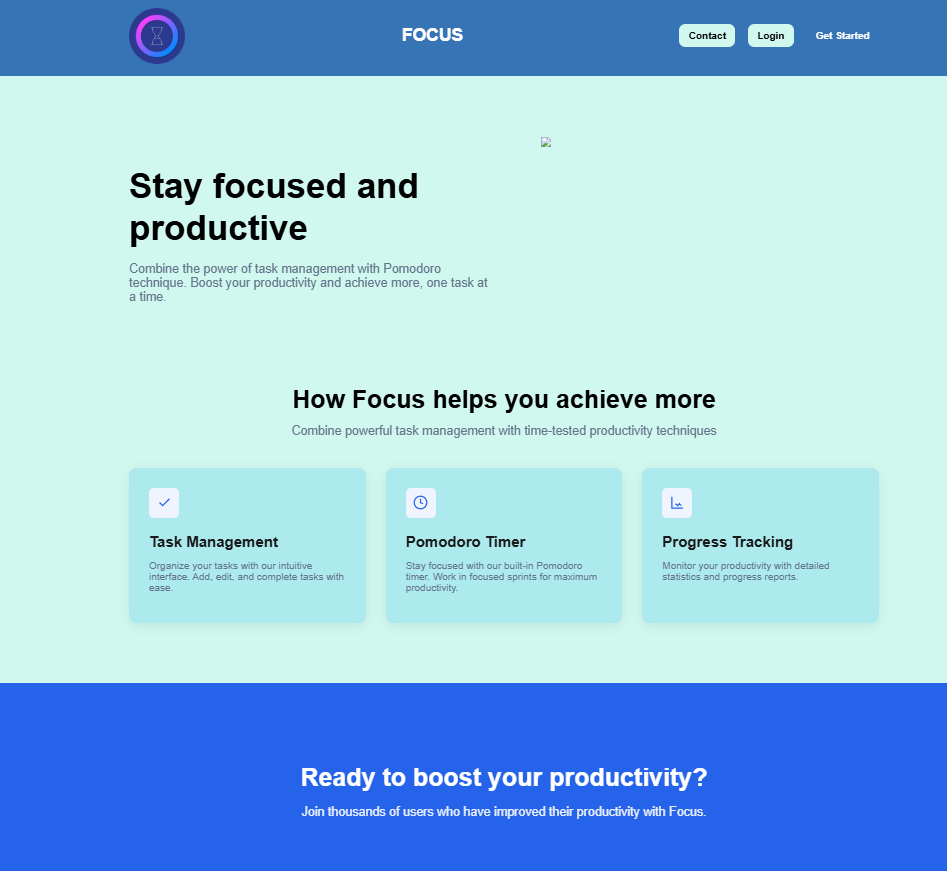 FOCUS
Contact
Login
Get Started
Stay focused and
productive
Combine the power of task management with Pomodoro
technique. Boost your productivity and achieve more, one task at
a time.
How Focus helps you achieve more
Combine powerful task management with time-tested productivity techniques
Task Management
Organize your tasks with our intuitive
interface. Add, edit, and complete tasks with
ease.
Pomodoro Timer
Stay focused with our built-in Pomodoro
timer. Work in focused sprints for maximum
productivity.
Progress Tracking
Monitor your productivity with detailed
statistics and progress reports.
Ready to boost your productivity?
Join thousands of users who have improved their productivity with Focus.